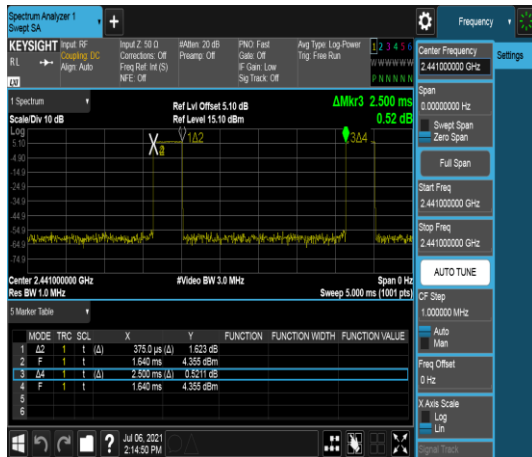 Spectrum Analyzer 1
Swept SA
+
Frequency
KEYSIGHT
RL
LXI
Input: RF
Coupling: DC
Align: Auto
Input Z: 50 Ω
Corrections: Off
Freq Ref: Int (S)
NFE: Off
#Atten: 20 dB
Preamp: Off
PNO: Fast
Gate: Off
IF Gain: Low
Sig Track: Off
Avg Type: Log-Power
Trig: Free Run
1 2 3 4 5 6
W W W W W W
P N N N N N
Center Frequency
2.441000000 GHz
Settings
Span
0.00000000 Hz
Swept Span
Zero Span
Full Span
Start Freq
2.441000000 GHz
Stop Freq
2.441000000 GHz
AUTO TUNE
CF Step
1.000000 MHz
Auto
Man
Freq Offset
0 Hz
X Axis Scale
Log
Lin
Signal Track
1 Spectrum
Scale/Div 10 dB
Ref Lvl Offset 5.10 dB
Ref Level 15.10 dBm
ΔMkr3 2.500 ms
0.52 dB
Log
5.10
-4.90
-14.9
-24.9
-34.9
-44.9
-54.9
-64.9
-74.9
1Δ2
3Δ4
Center 2.441000000 GHz
Res BW 1.0 MHz
#Video BW 3.0 MHz
Span 0 Hz
Sweep 5.000 ms (1001 pts)
5 Marker Table
MODE TRC SCL X Y FUNCTION FUNCTION WIDTH FUNCTION VALUE
1 Δ2 1 t (Δ) 375.0 µs (Δ) 1.623 dB
2 F 1 t 1.640 ms 4.355 dBm
3 Δ4 1 t (Δ) 2.500 ms (Δ) 0.5211 dB
4 F 1 t 1.640 ms 4.355 dBm
5
6
?
Jul 06, 2021
2:14:50 PM